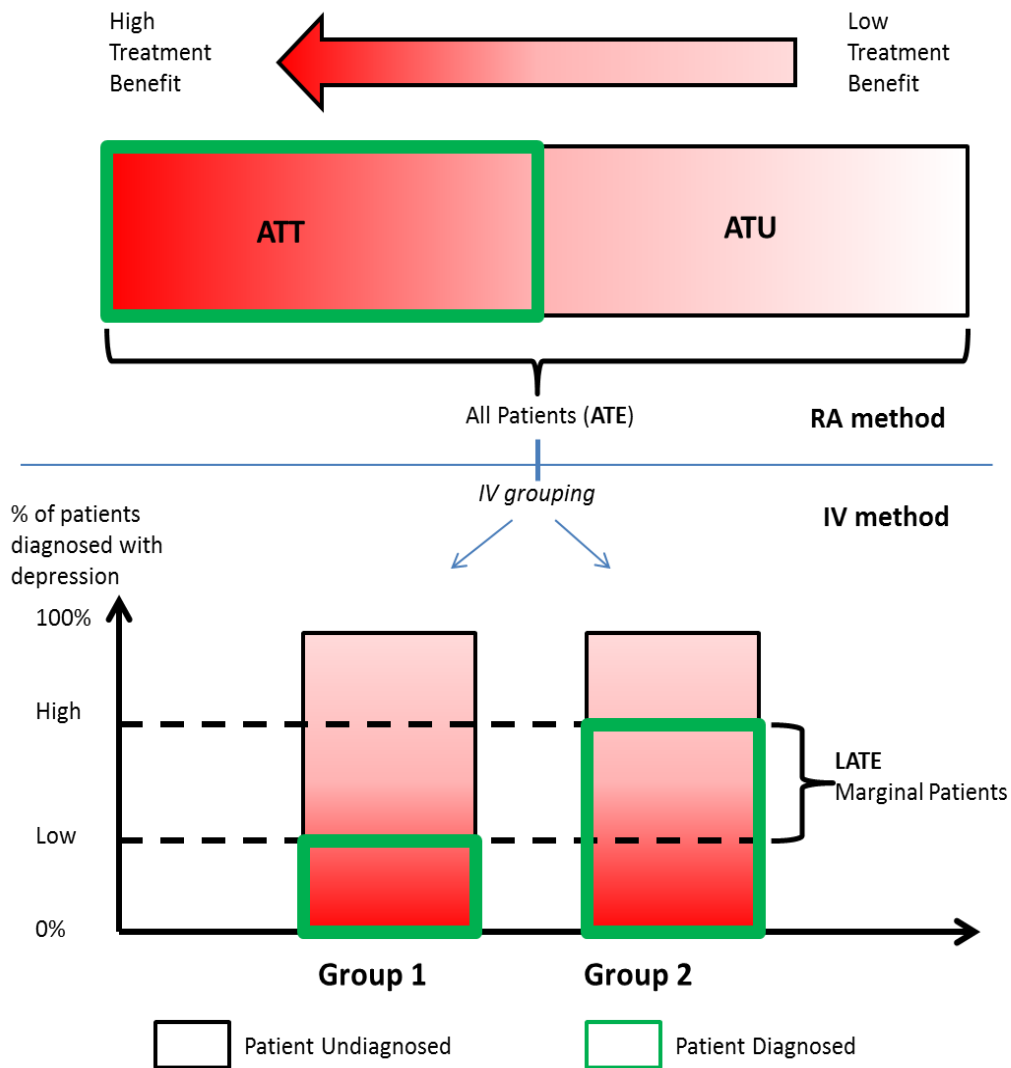 High
Treatment
Benefit
Low
Treatment
Benefit
ATT
ATU
All Patients (ATE)
RA method
IV grouping
IV method
% of patients
diagnosed with
depression
100%
High
Low
0%
LATE
Marginal Patients
Group 1
Group 2
Patient Undiagnosed
Patient Diagnosed